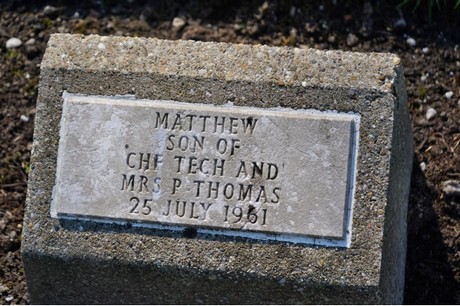 MATTHEW
SON OF
CHF TECH AND
MRS P THOMAS
25 JULY 1961